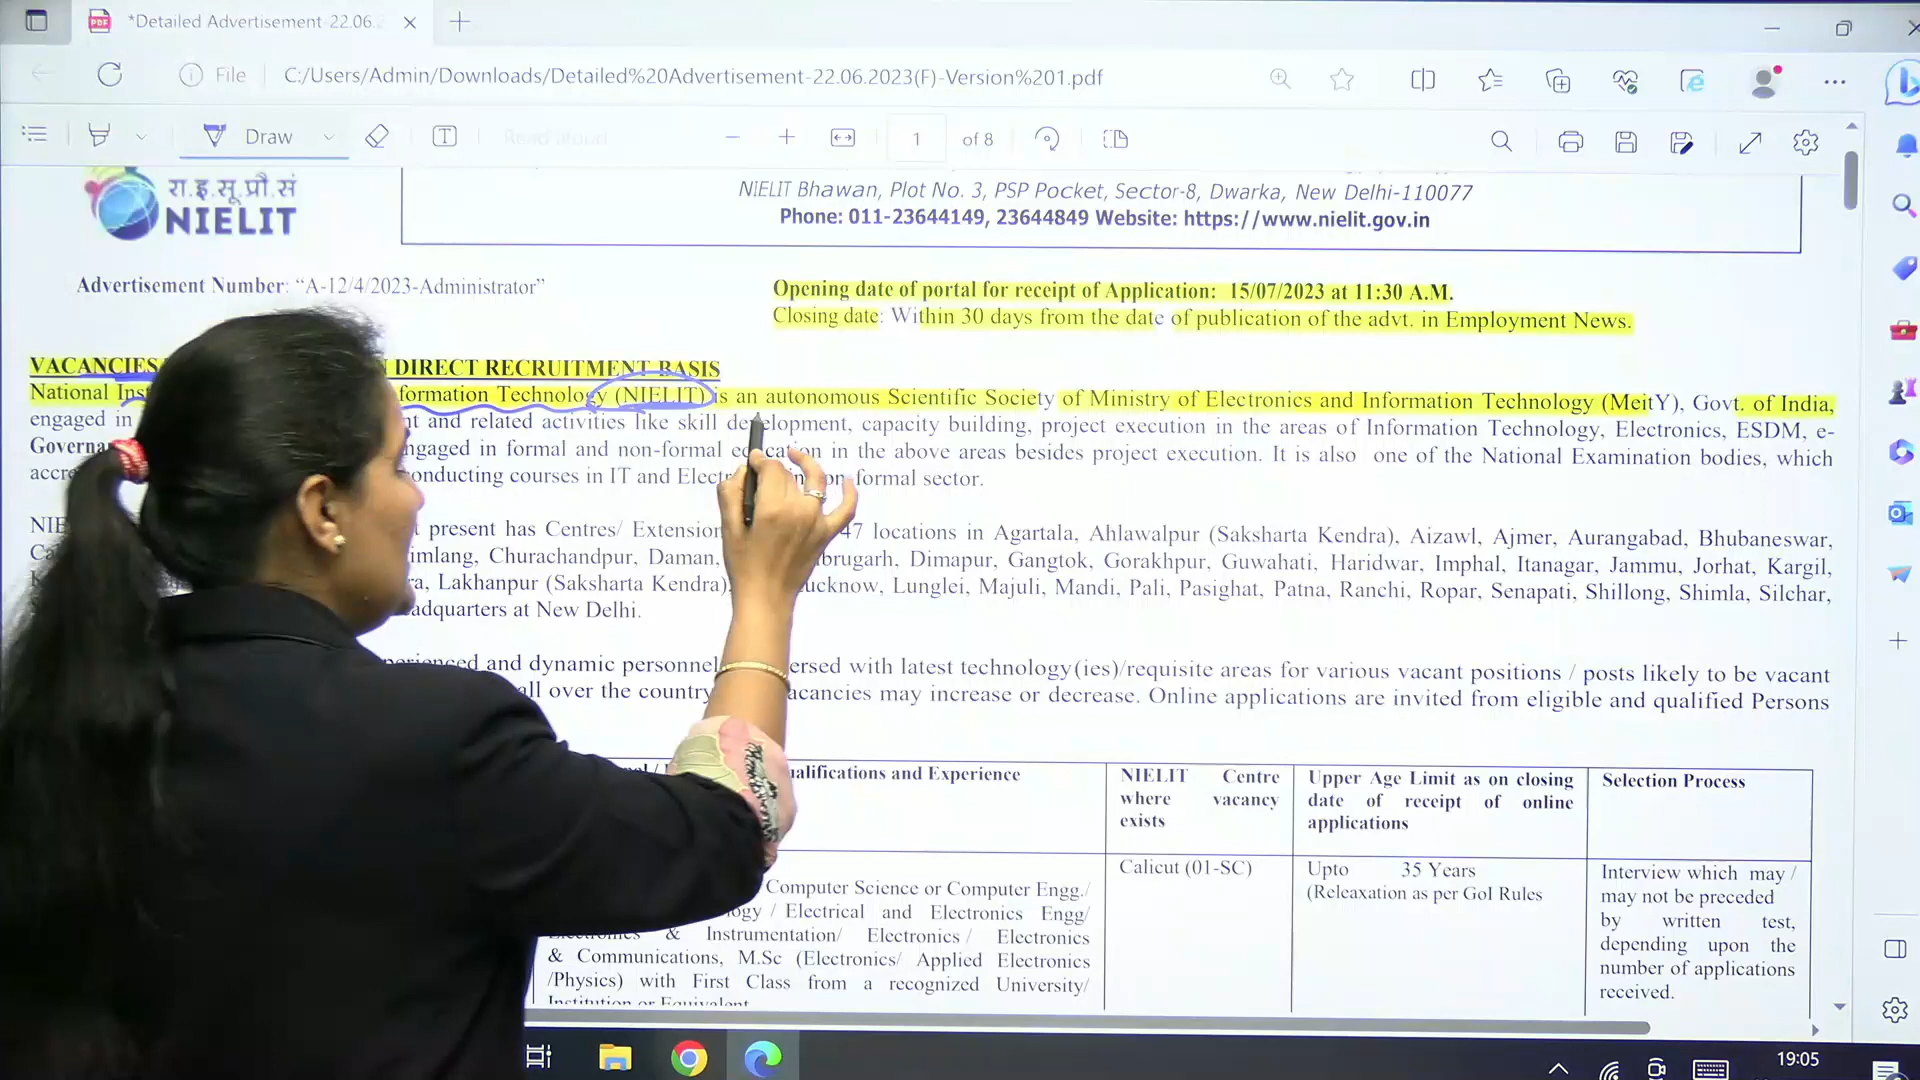 *Detailed Advertisement-22.06.2
File
C:/Users/Admin/Downloads/Detailed%20Advertisement-22.06.2023(F)-Version%201.pdf
Draw
Read aloud
1 of 8
रा.इ.सू.प्रौ.सं
NIELIT
NIELIT Bhawan, Plot No. 3, PSP Pocket, Sector-8, Dwarka, New Delhi-110077
Phone: 011-23644149, 23644849 Website: https://www.nielit.gov.in
Advertisement Number: “A-12/4/2023-Administrator”
Opening date of portal for receipt of Application: 15/07/2023 at 11:30 A.M.
Closing date: Within 30 days from the date of publication of the advt. in Employment News.
VACANCIES DIRECT RECRUITMENT BASIS
National Technology (NIELIT) is an autonomous Scientific Society of Ministry of Electronics and Information Technology (MeitY), Govt. of India,
engaged in and related activities like skill development, capacity building, project execution in the areas of Information Technology, Electronics, ESDM, e-
in formal and non-formal education in the above areas besides project execution. It is also one of the National Examination bodies, which
conducting courses in IT and formal sector.
present has Centres/ Extension 47 locations in Agartala, Ahlawalpur (Saksharta Kendra), Aizawl, Ajmer, Aurangabad, Bhubaneswar,
Churachandpur, Daman, Dimapur, Gangtok, Gorakhpur, Guwahati, Haridwar, Imphal, Itanagar, Jammu, Jorhat, Kargil,
Lakhanpur (Saksharta Kendra), Lunglei, Majuli, Mandi, Pali, Pasighat, Patna, Ranchi, Ropar, Senapati, Shillong, Shimla, Silchar,
at New Delhi.
and dynamic personnel with latest technology(ies)/requisite areas for various vacant positions / posts likely to be vacant
all over the country vacancies may increase or decrease. Online applications are invited from eligible and qualified Persons
Qualifications and Experience
NIELIT Centre
where vacancy
exists
Upper Age Limit as on closing
date of receipt of online
applications
Selection Process
Computer Science or Computer Engg./
/ Electrical and Electronics Engg/
& Instrumentation/ Electronics / Electronics
& Communications, M.Sc (Electronics/ Applied Electronics
/Physics) with First Class from a recognized University/
Institution or Equivalent
Calicut (01-SC)
Upto 35 Years
(Relcaxation as per GoI Rules
Interview which may /
may not be preceded
by written test,
depending upon the
number of applications
received.
19:05